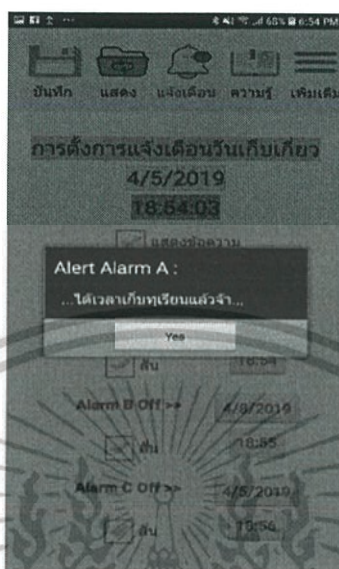 68% 6:54 PM
บันทึก แสดง แจ้งเตือน ความรู้ เพิ่มเติม
การตั้งการแจ้งเตือนวันเก็บเกี่ยว
4/5/2019
18:54:03
แสดงข้อความ
Alert Alarm A :
...ได้เวลาเก็บทุเรียนแล้วจ้า...
Yes
สั่น 18:54
Alarm B Off >> 4/8/2019
สั่น 18:55
Alarm C Off >> 4/5/2019
สั่น 18:56